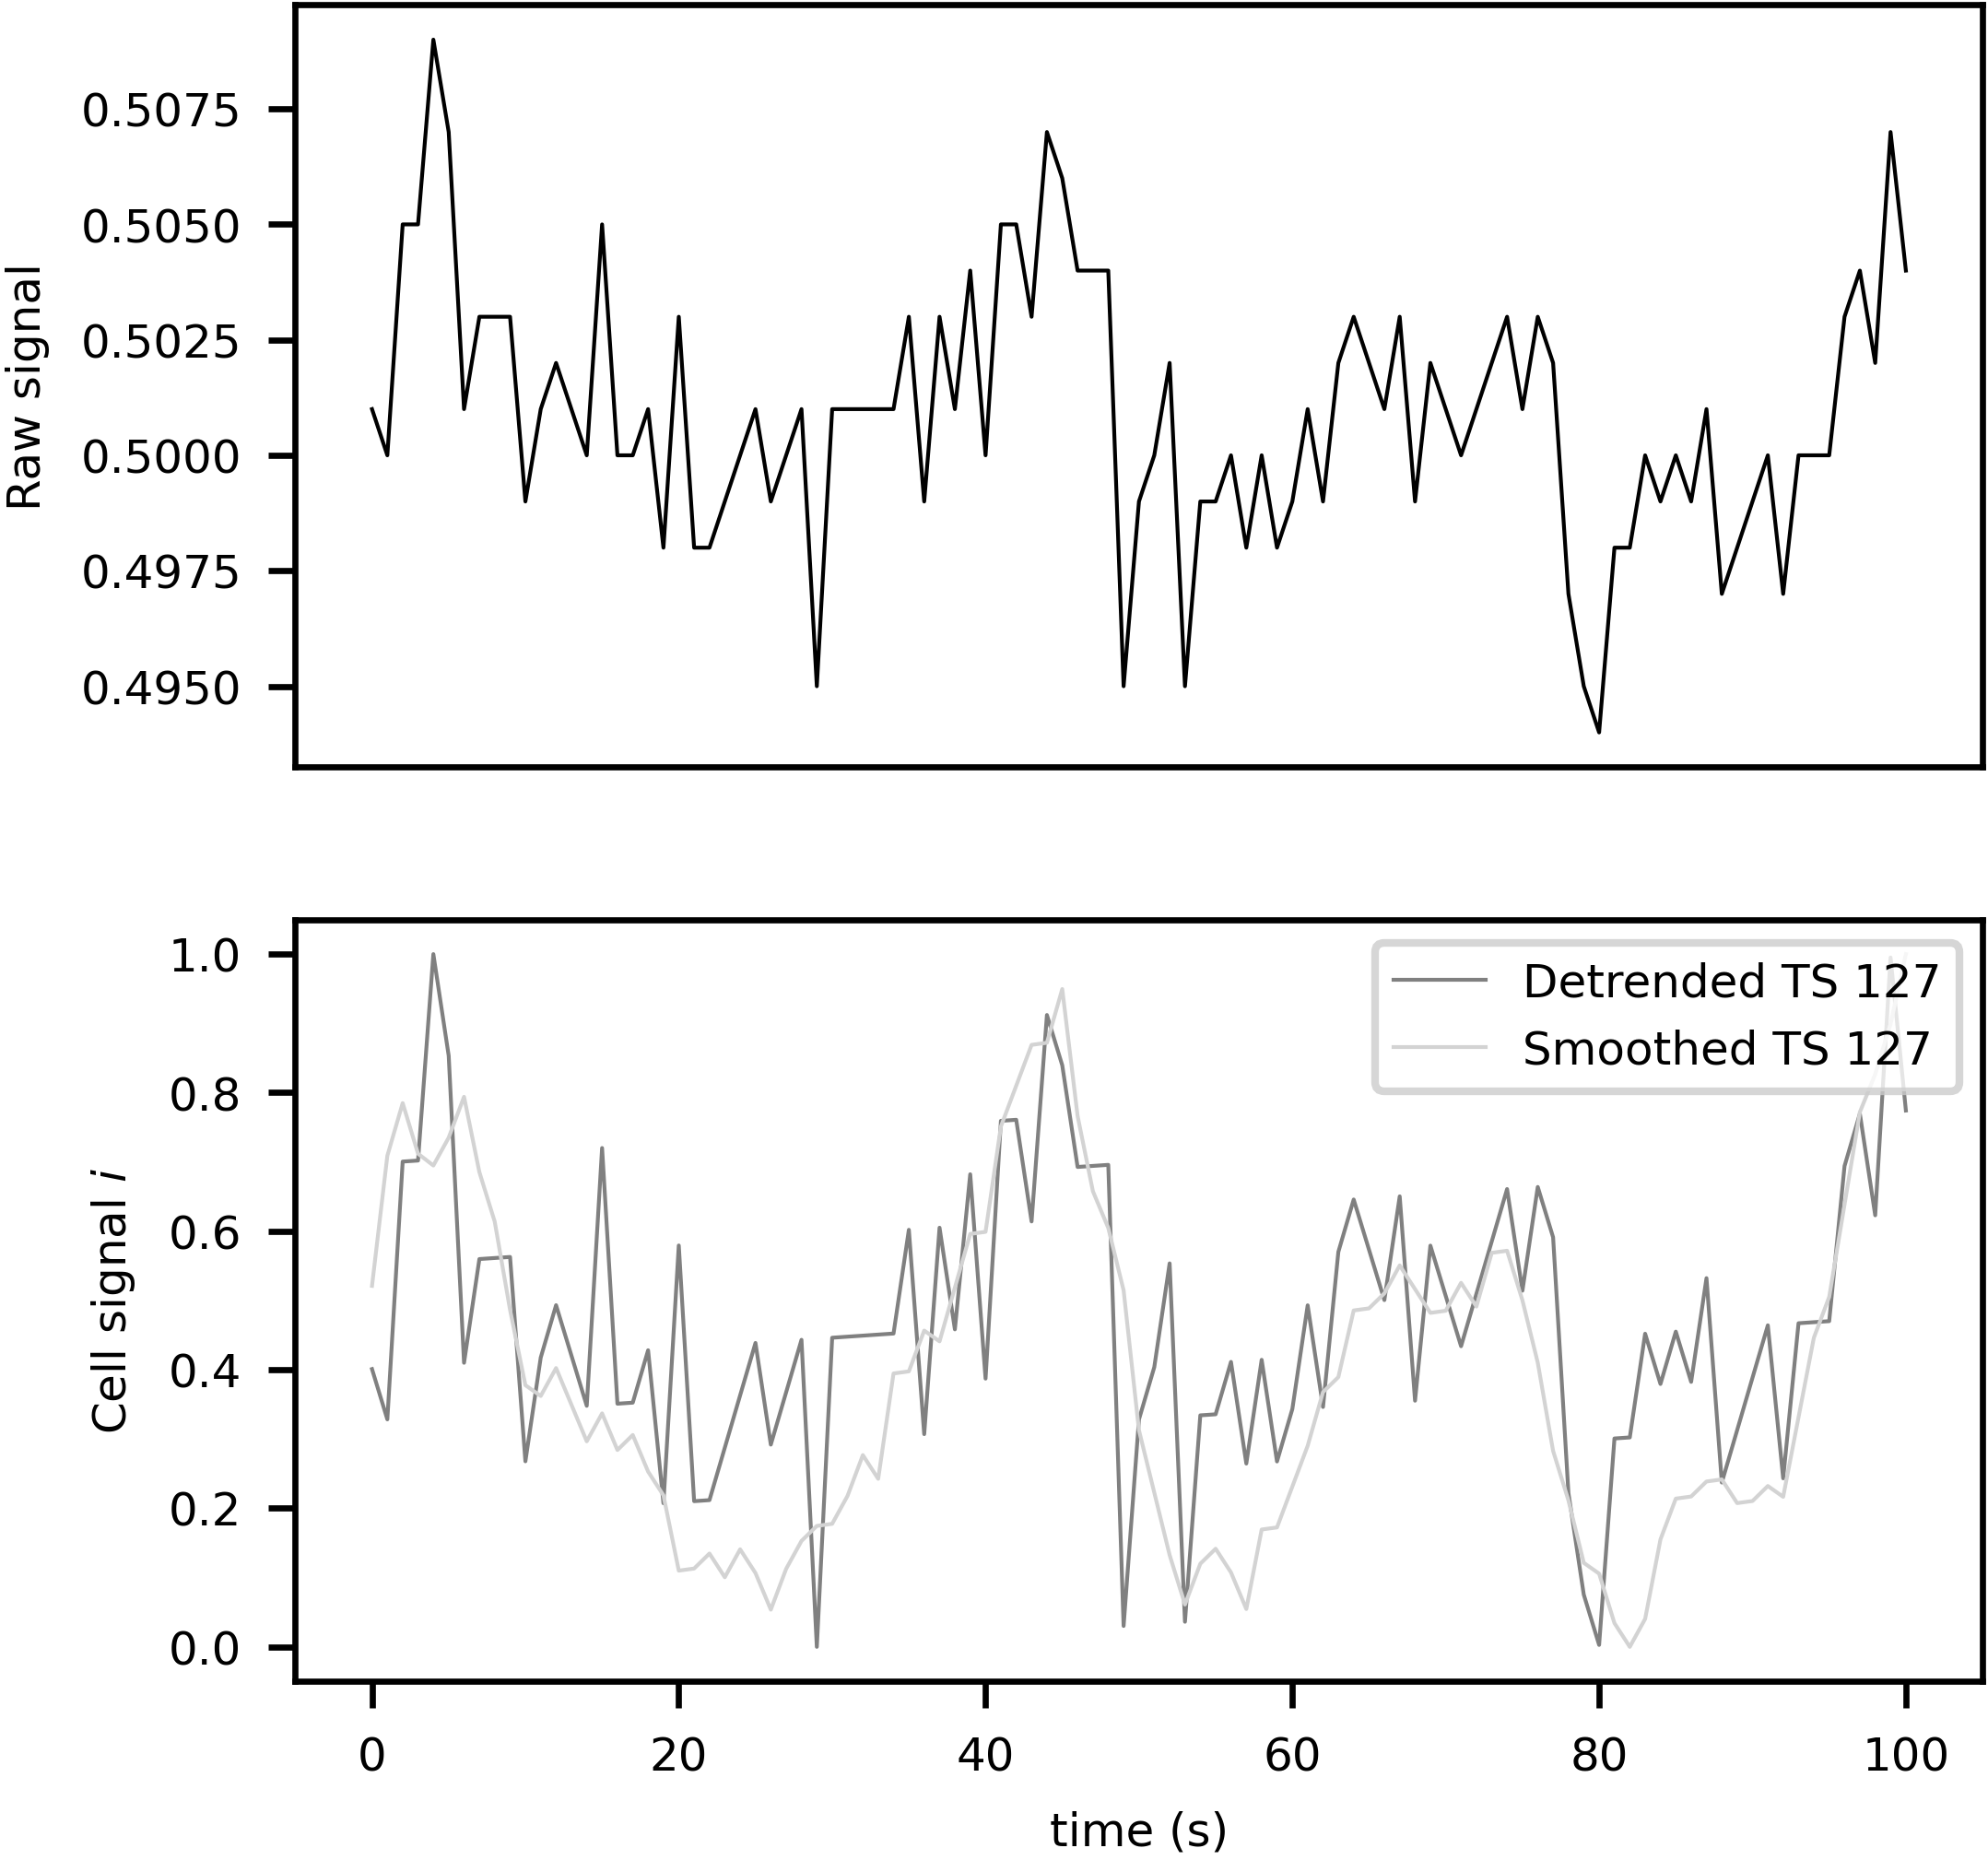 Raw signal
0.5075
0.5050
0.5025
0.5000
0.4975
0.4950
Cell signal i
1.0
0.8
0.6
0.4
0.2
0.0
Detrended TS 127
Smoothed TS 127
0 20 40 60 80 100
time (s)